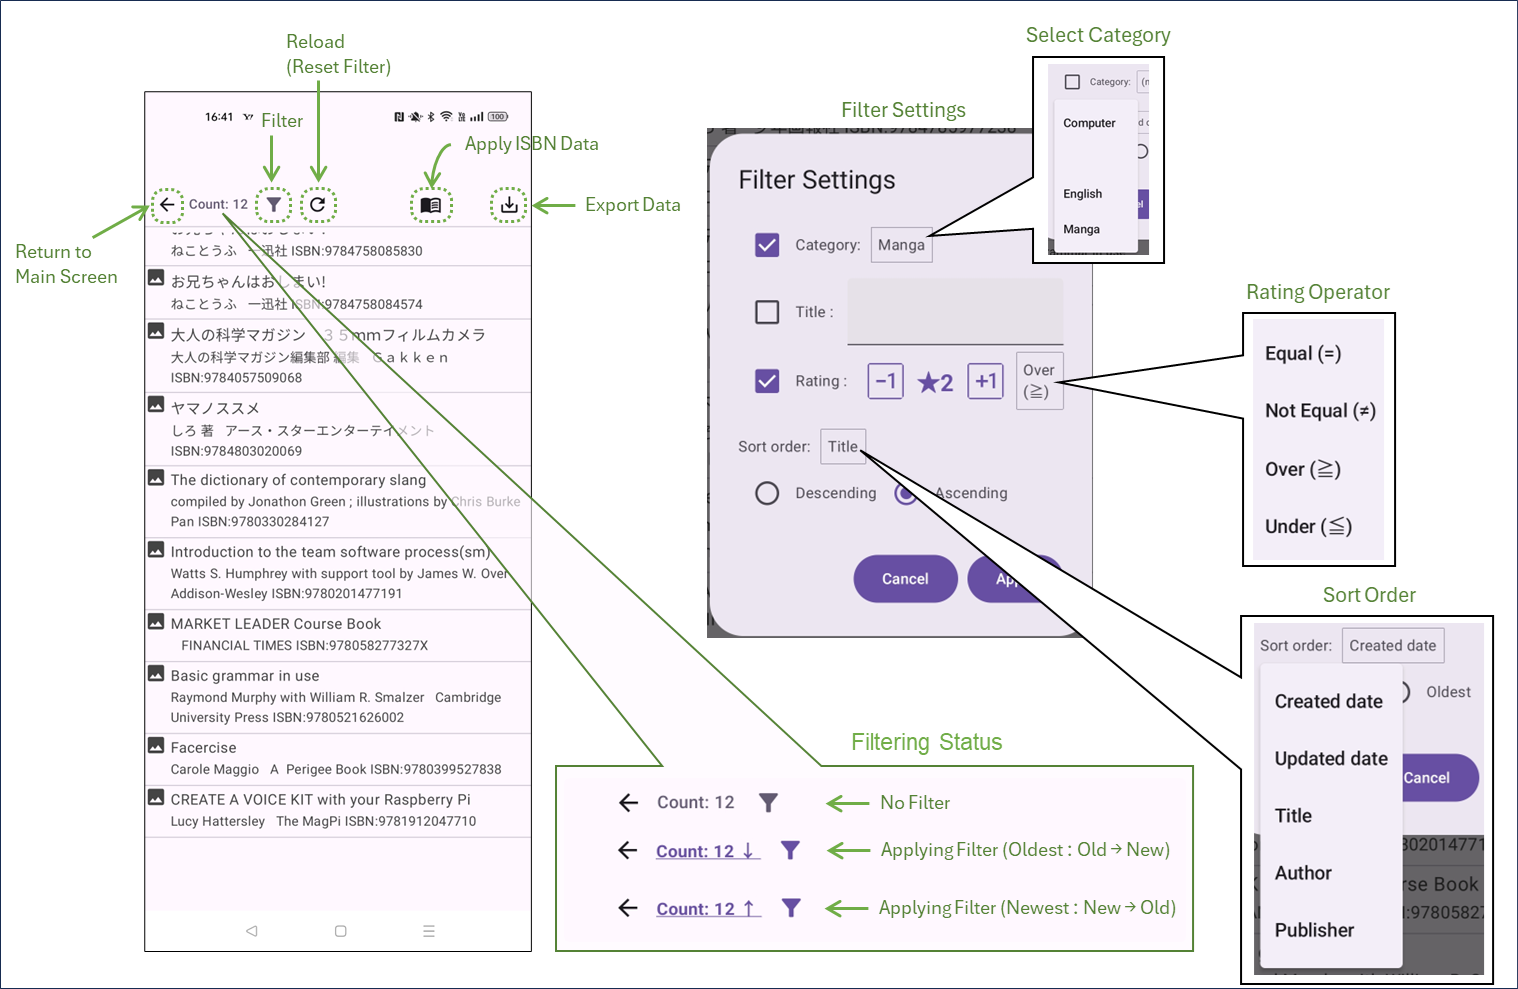 Reload
(Reset Filter)
16:41
100
Filter
Apply ISBN Data
Count: 12
Export Data
Return to
Main Screen
ねことうふ 一迅社 ISBN:9784758085830
お兄ちゃんはおしまい!
ねことうふ 一迅社 ISBN:9784758084574
大人の科学マガジン ３５mmフィルムカメラ
大人の科学マガジン編集部 編集 Ｇａｋｋｅｎ
ISBN:9784057509068
ヤマノススメ
しろ 著 アース・スターエンターテイメント
ISBN:9784803020069
The dictionary of contemporary slang
compiled by Jonathon Green ; illustrations by Chris Burke
Pan ISBN:9780330284127
Introduction to the team software process(sm)
Watts S. Humphrey with support tool by James W. Over
Addison-Wesley ISBN:9780201477191
MARKET LEADER Course Book
FINANCIAL TIMES ISBN:978058277327X
Basic grammar in use
Raymond Murphy with William R. Smalzer Cambridge
University Press ISBN:9780521626002
Facercise
Carole Maggio A Perigee Book ISBN:9780399527838
CREATE A VOICE KIT with your Raspberry Pi
Lucy Hattersley The MagPi ISBN:9781912047710
Filter Settings
Filter Settings
Category: Manga
Title :
Rating : −1 ★2 +1 Over
(≧)
Sort order: Title
Descending Ascending
Cancel
Select Category
Category:
Computer
English
Manga
Rating Operator
Equal (=)
Not Equal (≠)
Over (≧)
Under (≦)
Sort Order
Sort order: Created date
Oldest
Created date
Updated date
Title
Author
Publisher
Cancel
Filtering Status
Count: 12
No Filter
Count: 12 ↓
Applying Filter (Oldest : Old → New)
Count: 12 ↑
Applying Filter (Newest : New → Old)